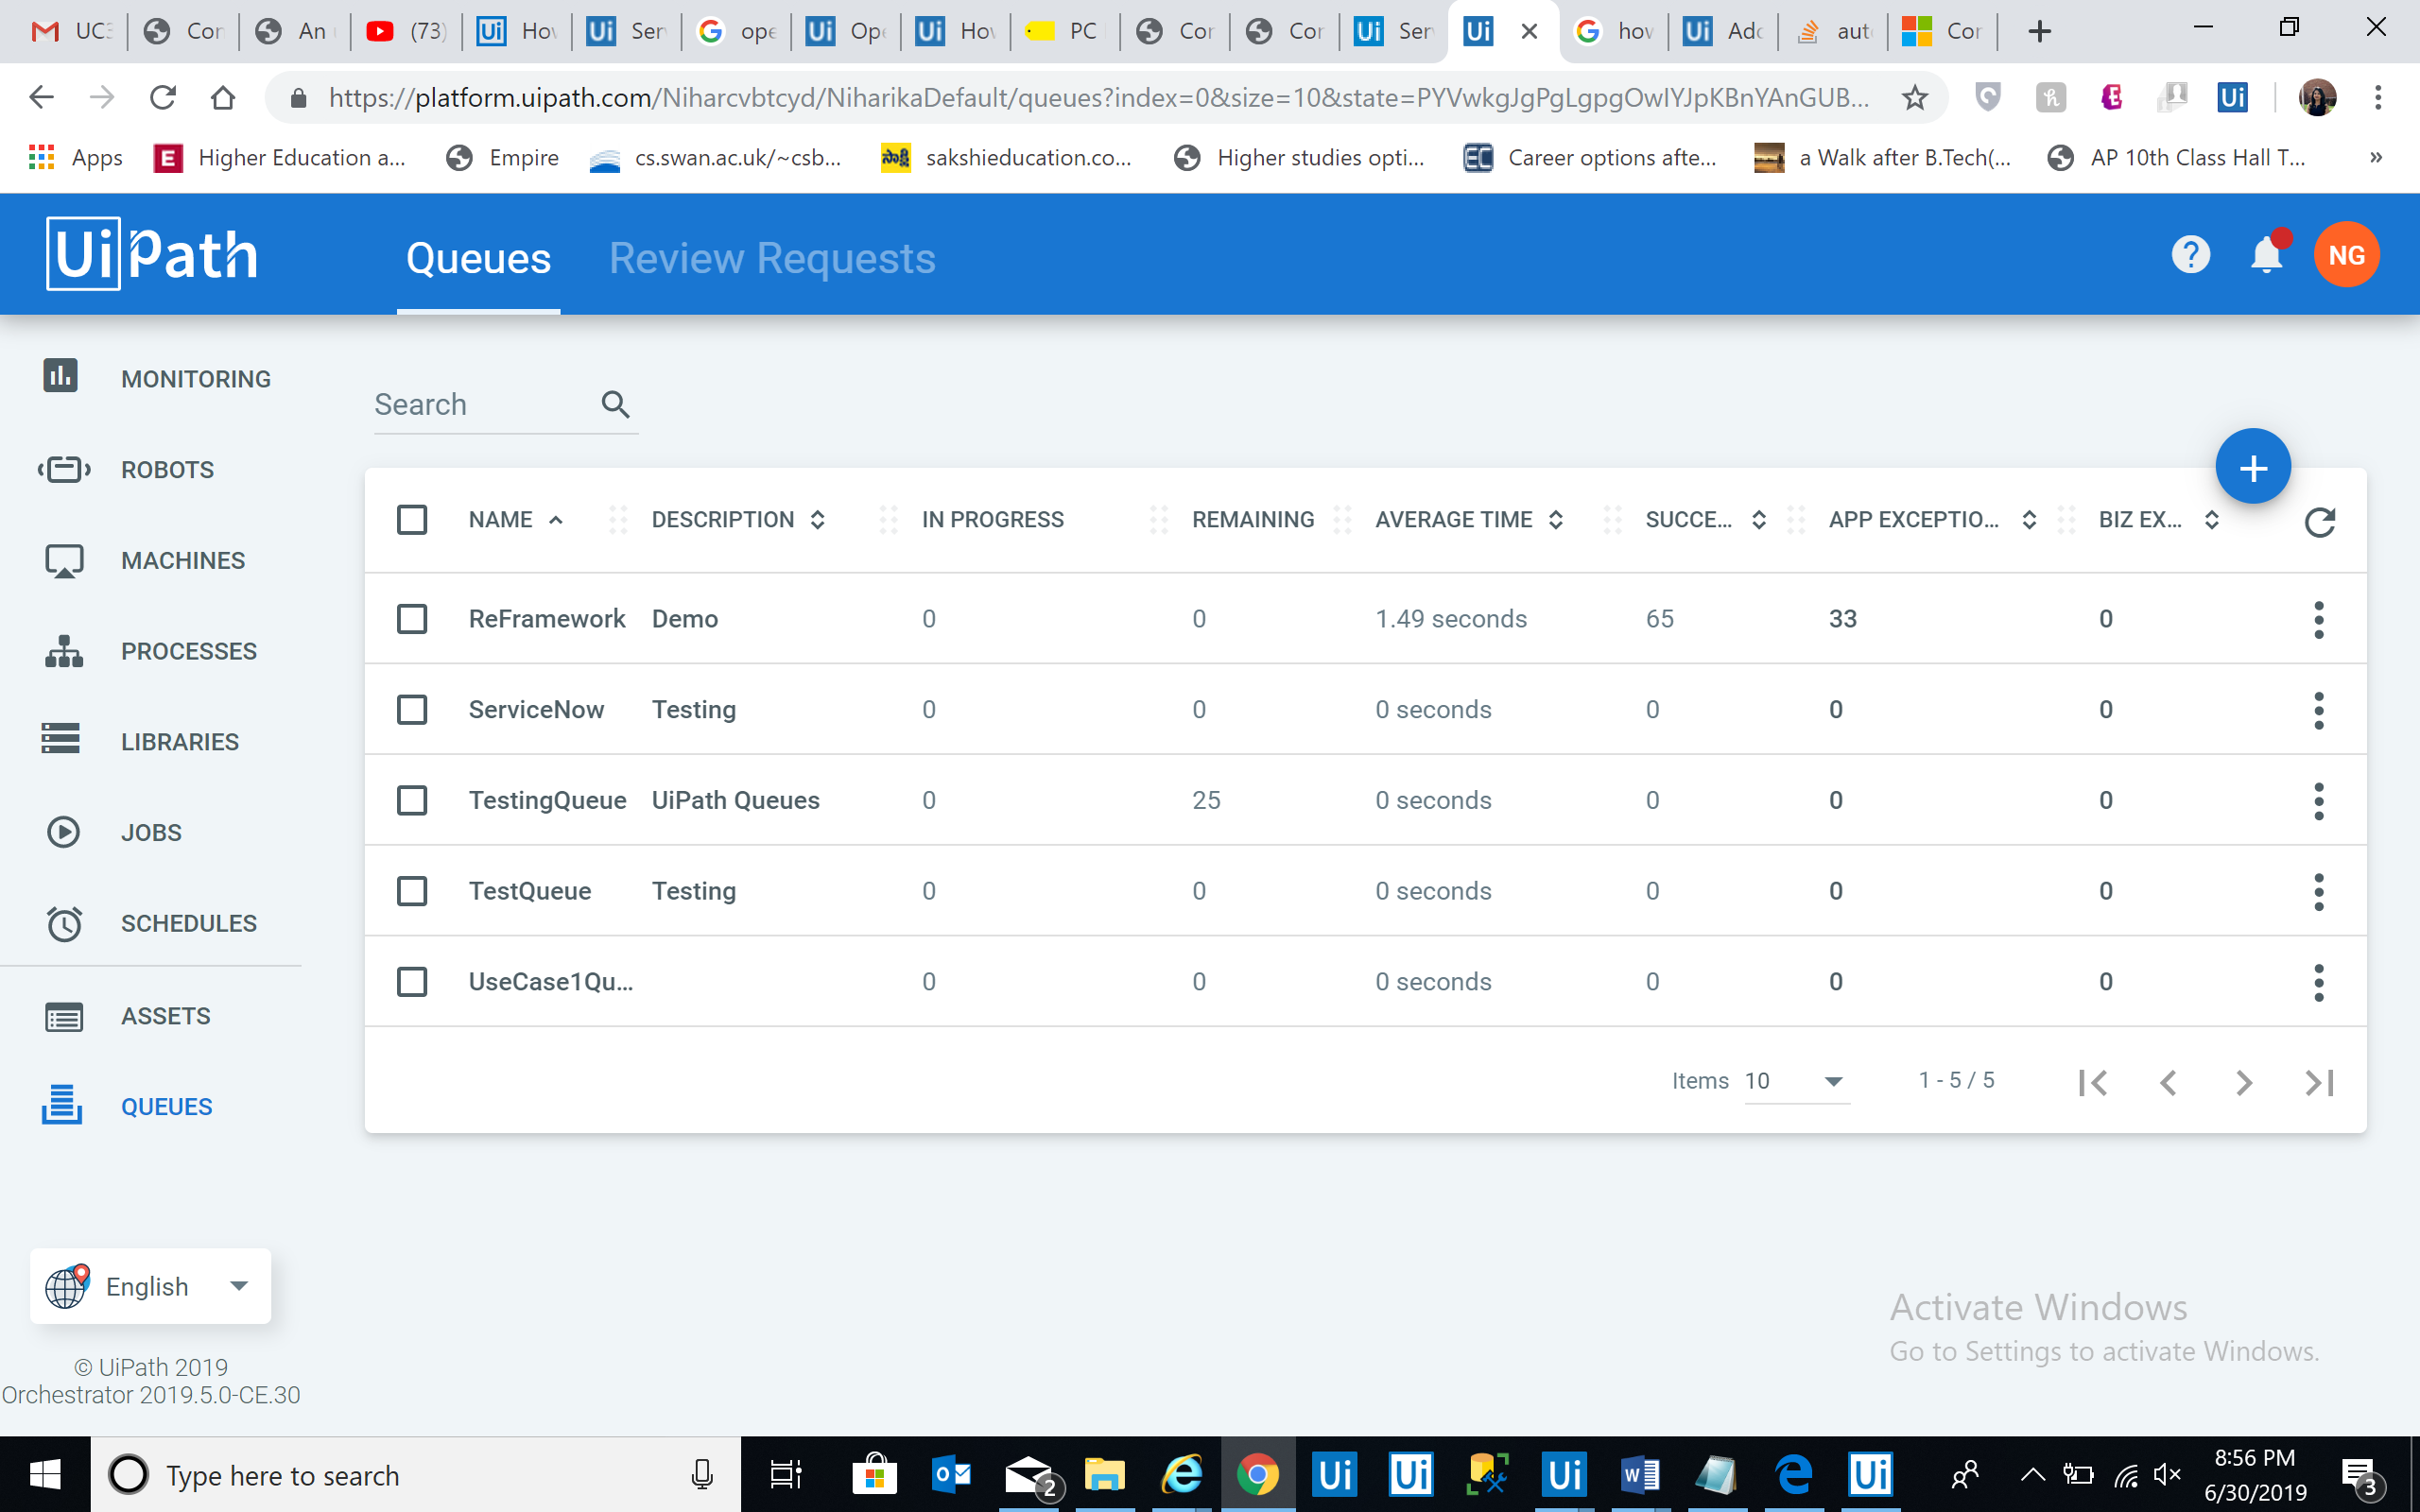 UC3 Con An (73) Hov Ser ope Ope Hov PC Cor Cor Ser hov Adc aut Cor
https://platform.uipath.com/Niharcvbtcyd/NiharikaDefault/queues?index=0&size=10&state=PYVwkgJgPgLgpgOwIYJpKBnYAnGUB...
Apps Higher Education a... Empire cs.swan.ac.uk/~csb... sakshieducation.co... Higher studies opti... Career options afte... a Walk after B.Tech(... AP 10th Class Hall T... »
UiPath Queues Review Requests NG
MONITORING
ROBOTS
MACHINES
PROCESSES
LIBRARIES
JOBS
SCHEDULES
ASSETS
QUEUES
Search
NAME DESCRIPTION IN PROGRESS REMAINING AVERAGE TIME SUCCE... APP EXCEPTIO... BIZ EX...
ReFramework Demo 0 0 1.49 seconds 65 33 0
ServiceNow Testing 0 0 0 seconds 0 0 0
TestingQueue UiPath Queues 0 25 0 seconds 0 0 0
TestQueue Testing 0 0 0 seconds 0 0 0
UseCase1Qu... 0 0 0 seconds 0 0 0
Items 10 1 - 5 / 5
English
© UiPath 2019
Orchestrator 2019.5.0-CE.30
Activate Windows
Go to Settings to activate Windows.
Type here to search
2
8:56 PM
6/30/2019
3